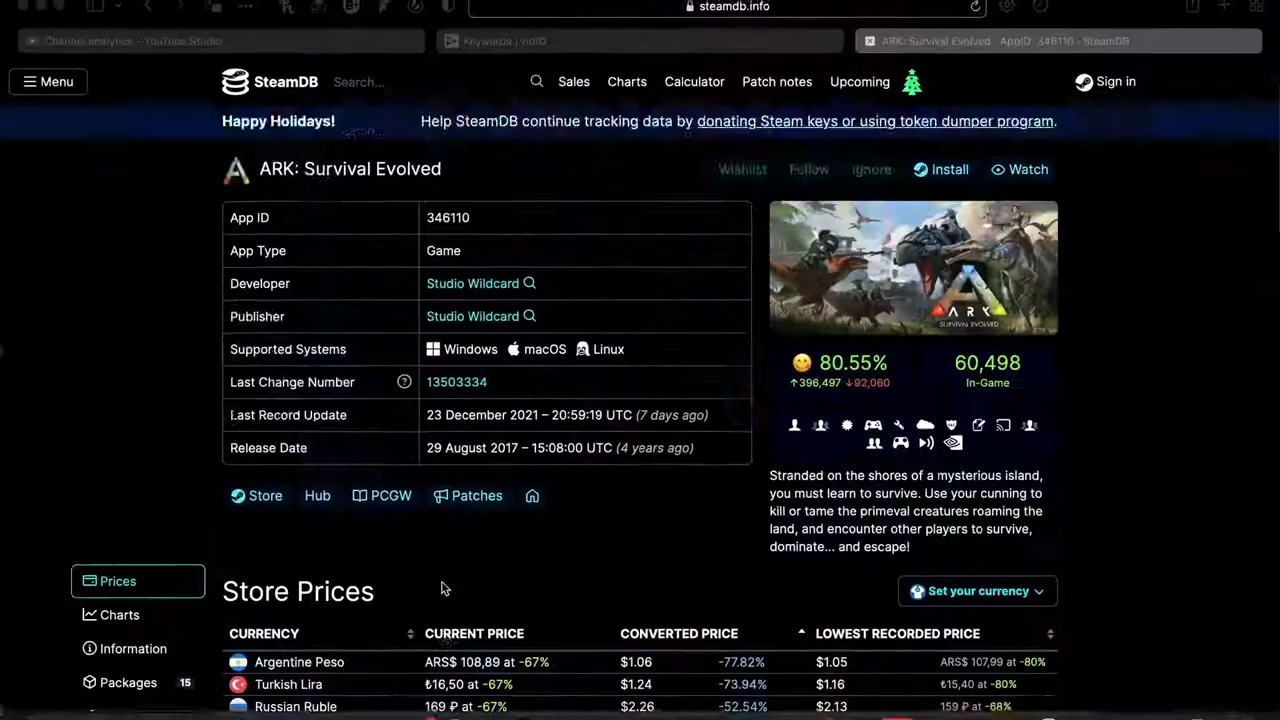 steamdb.info
Channel analytics - YouTube Studio
Keywords | vidIQ
ARK: Survival Evolved AppID: 346110 - SteamDB
Menu
SteamDB
Search...
Sales
Charts
Calculator
Patch notes
Upcoming
Sign in
Happy Holidays!
Help SteamDB continue tracking data by donating Steam keys or using token dumper program.
ARK: Survival Evolved
Wishlist
Follow
Ignore
Install
Watch
App ID 346110
App Type Game
Developer Studio Wildcard
Publisher Studio Wildcard
Supported Systems Windows macOS Linux
Last Change Number ? 13503334
Last Record Update 23 December 2021 – 20:59:19 UTC (7 days ago)
Release Date 29 August 2017 – 15:08:00 UTC (4 years ago)
Store
Hub
PCGW
Patches
ARK
SURVIVAL EVOLVED
80.55%
↑396,497 ↓92,060
60,498
In-Game
Stranded on the shores of a mysterious island,
you must learn to survive. Use your cunning to
kill or tame the primeval creatures roaming the
land, and encounter other players to survive,
dominate... and escape!
Prices
Charts
Information
Packages 15
Store Prices
Set your currency
CURRENCY CURRENT PRICE CONVERTED PRICE LOWEST RECORDED PRICE
Argentine Peso ARS$ 108,89 at -67% $1.06 -77.82% $1.05 ARS$ 107,99 at -80%
Turkish Lira ₺16,50 at -67% $1.24 -73.94% $1.16 ₺15,40 at -80%
Russian Ruble 169 ₽ at -67% $2.26 -52.54% $2.13 159 ₽ at -68%